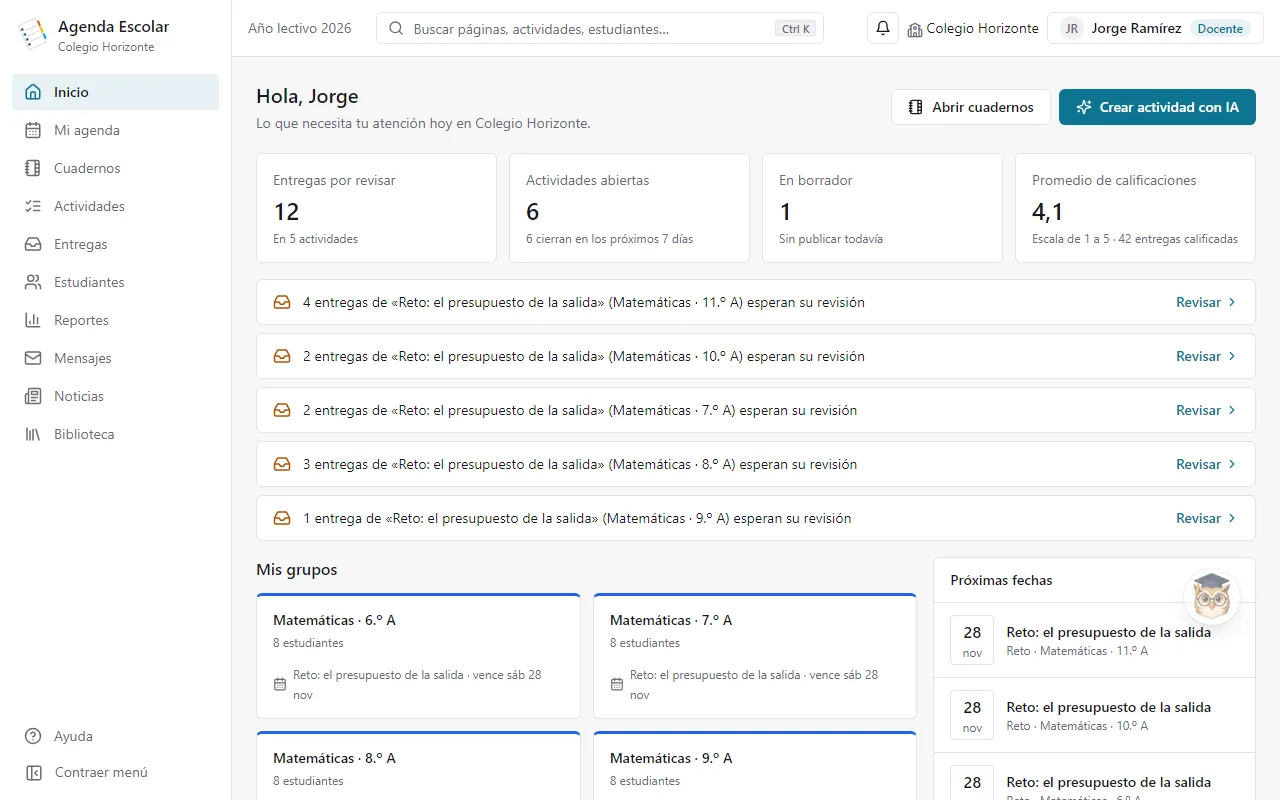 Agenda Escolar
Colegio Horizonte
Inicio
Mi agenda
Cuadernos
Actividades
Entregas
Estudiantes
Reportes
Mensajes
Noticias
Biblioteca
Ayuda
Contraer menú
Año lectivo 2026
Buscar páginas, actividades, estudiantes...
Ctrl K
Colegio Horizonte
JR
Jorge Ramírez
Docente
Hola, Jorge
Lo que necesita tu atención hoy en Colegio Horizonte.
Abrir cuadernos
Crear actividad con IA
Entregas por revisar
12
En 5 actividades
Actividades abiertas
6
6 cierran en los próximos 7 días
En borrador
1
Sin publicar todavía
Promedio de calificaciones
4,1
Escala de 1 a 5 · 42 entregas calificadas
4 entregas de «Reto: el presupuesto de la salida» (Matemáticas · 11.º A) esperan su revisión
Revisar
2 entregas de «Reto: el presupuesto de la salida» (Matemáticas · 10.º A) esperan su revisión
Revisar
2 entregas de «Reto: el presupuesto de la salida» (Matemáticas · 7.º A) esperan su revisión
Revisar
3 entregas de «Reto: el presupuesto de la salida» (Matemáticas · 8.º A) esperan su revisión
Revisar
1 entrega de «Reto: el presupuesto de la salida» (Matemáticas · 9.º A) esperan su revisión
Revisar
Mis grupos
Matemáticas · 6.º A
8 estudiantes
Reto: el presupuesto de la salida · vence sáb 28
nov
Matemáticas · 7.º A
8 estudiantes
Reto: el presupuesto de la salida · vence sáb 28
nov
Matemáticas · 8.º A
8 estudiantes
Matemáticas · 9.º A
8 estudiantes
Próximas fechas
28
nov
Reto: el presupuesto de la salida
Reto · Matemáticas · 11.º A
28
nov
Reto: el presupuesto de la salida
Reto · Matemáticas · 10.º A
28
Reto: el presupuesto de la salida